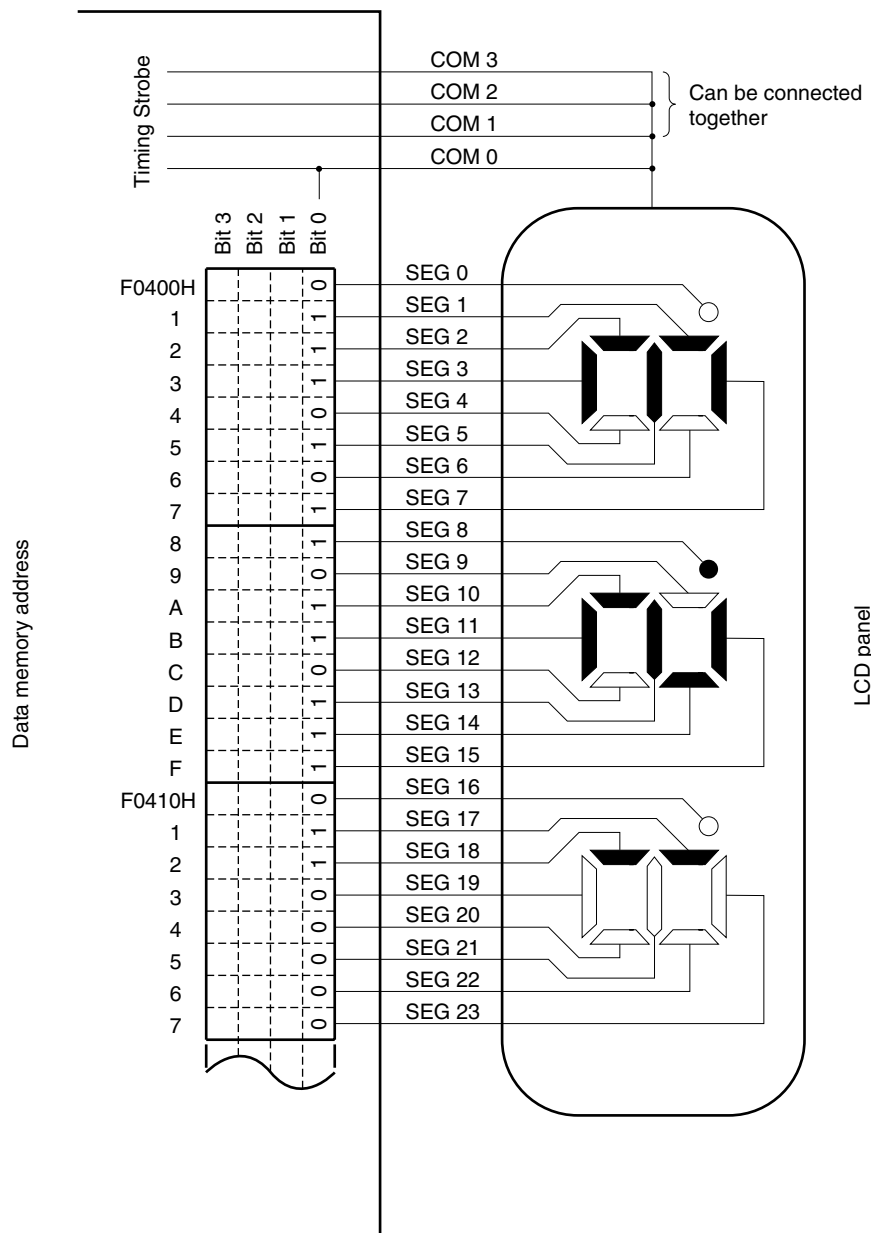 Timing Strobe
COM 3
COM 2
COM 1
COM 0
Can be connected
together
Bit 3
Bit 2
Bit 1
Bit 0
Data memory address
LCD panel
F0400H 0 SEG 0
1 1 SEG 1
2 1 SEG 2
3 1 SEG 3
4 0 SEG 4
5 1 SEG 5
6 0 SEG 6
7 1 SEG 7
8 1 SEG 8
9 0 SEG 9
A 1 SEG 10
B 1 SEG 11
C 0 SEG 12
D 1 SEG 13
E 1 SEG 14
F 1 SEG 15
F0410H 0 SEG 16
1 1 SEG 17
2 1 SEG 18
3 0 SEG 19
4 0 SEG 20
5 0 SEG 21
6 0 SEG 22
7 0 SEG 23